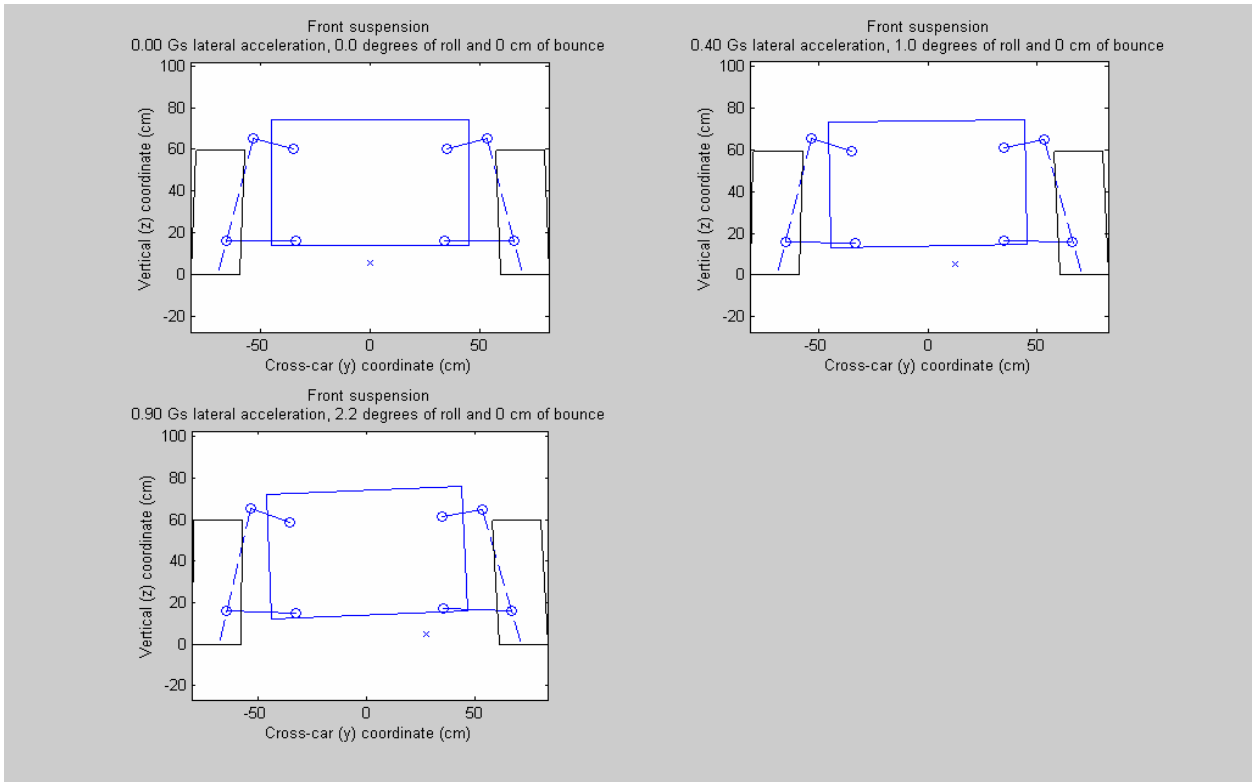 Front suspension
0.00 Gs lateral acceleration, 0.0 degrees of roll and 0 cm of bounce
100
80
60
40
20
0
-20
Vertical (z) coordinate (cm)
-50
0
50
Cross-car (y) coordinate (cm)
Front suspension
0.40 Gs lateral acceleration, 1.0 degrees of roll and 0 cm of bounce
100
80
60
40
20
0
-20
Vertical (z) coordinate (cm)
-50
0
50
Cross-car (y) coordinate (cm)
Front suspension
0.90 Gs lateral acceleration, 2.2 degrees of roll and 0 cm of bounce
100
80
60
40
20
0
-20
Vertical (z) coordinate (cm)
-50
0
50
Cross-car (y) coordinate (cm)